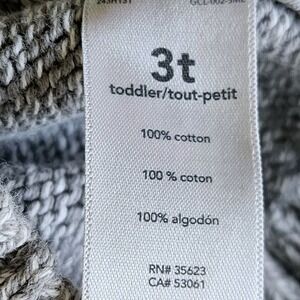 3t
toddler/tout-petit
100% cotton
100 % coton
100% algodón
RN# 35623
CA# 53061